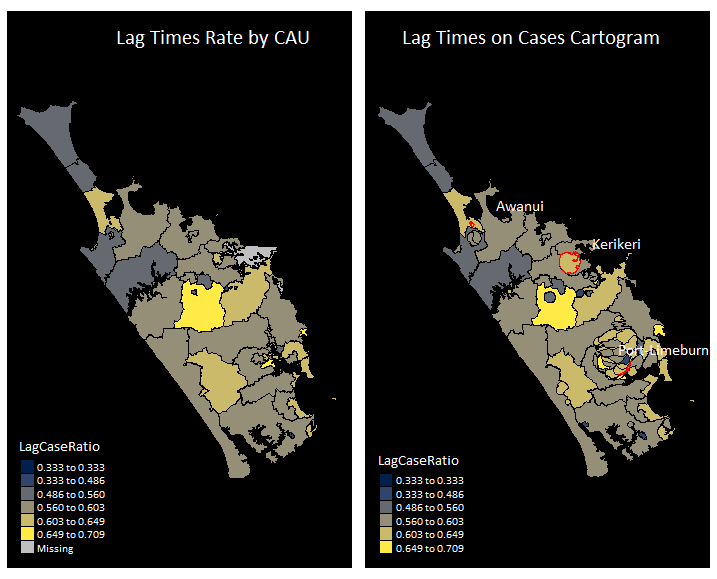 Lag Times Rate by CAU
LagCaseRatio
0.333 to 0.333
0.333 to 0.486
0.486 to 0.560
0.560 to 0.603
0.603 to 0.649
0.649 to 0.709
Missing
Lag Times on Cases Cartogram
Awanui
Kerikeri
Port-Limeburn
LagCaseRatio
0.333 to 0.333
0.333 to 0.486
0.486 to 0.560
0.560 to 0.603
0.603 to 0.649
0.649 to 0.709